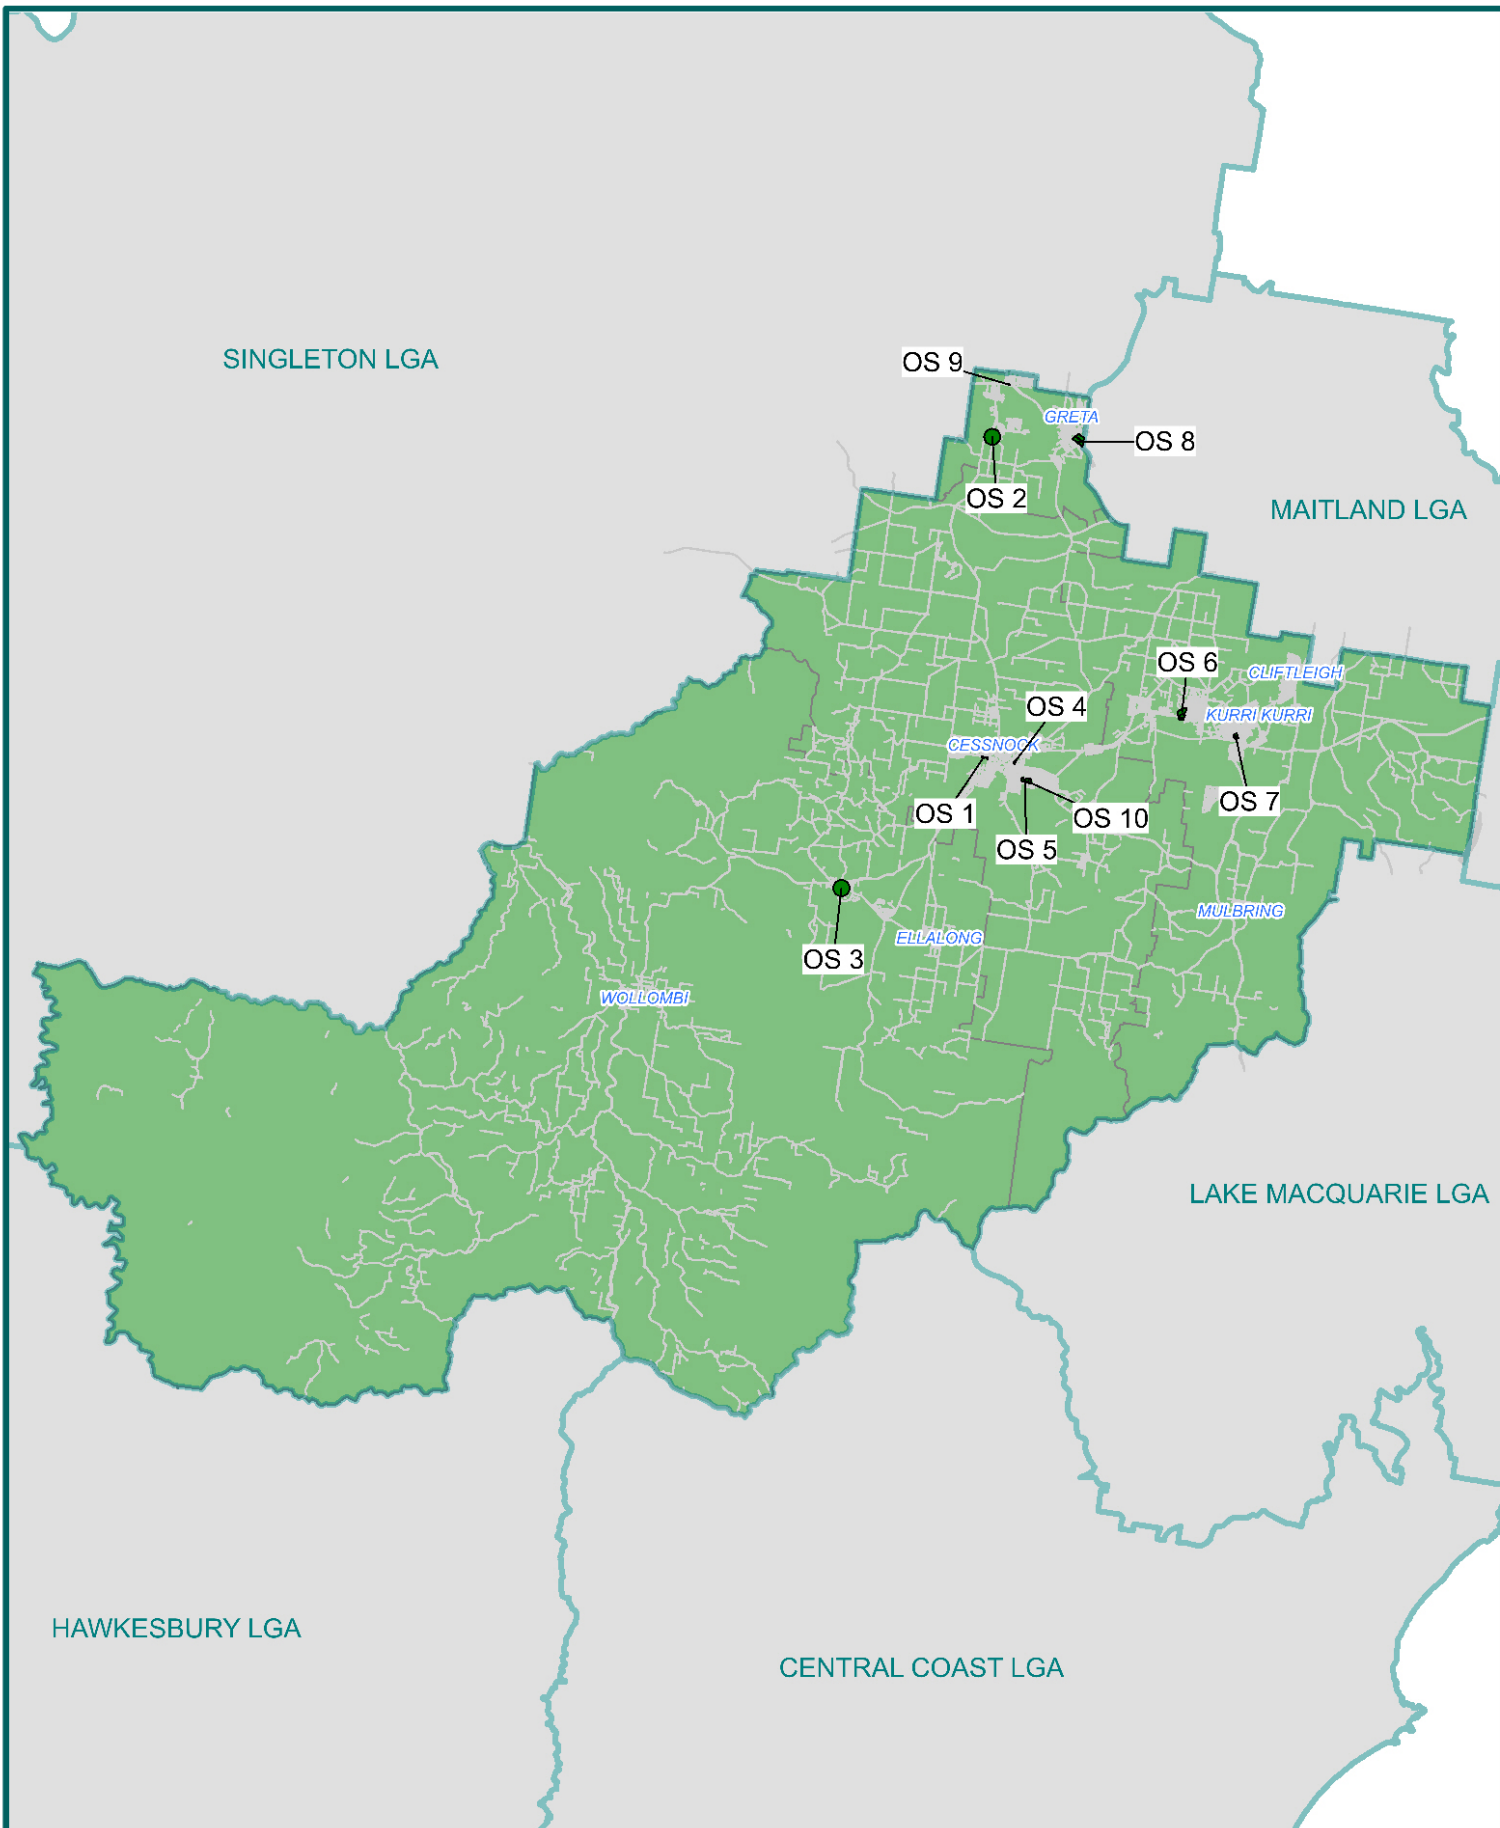 SINGLETON LGA
OS 9
GRETA
OS 8
OS 2
MAITLAND LGA
OS 6
CLIFTLEIGH
OS 4
KURRI KURRI
CESSNOCK
OS 1
OS 10
OS 7
OS 5
MULBRING
ELLALONG
OS 3
WOLLOMBI
LAKE MACQUARIE LGA
HAWKESBURY LGA
CENTRAL COAST LGA